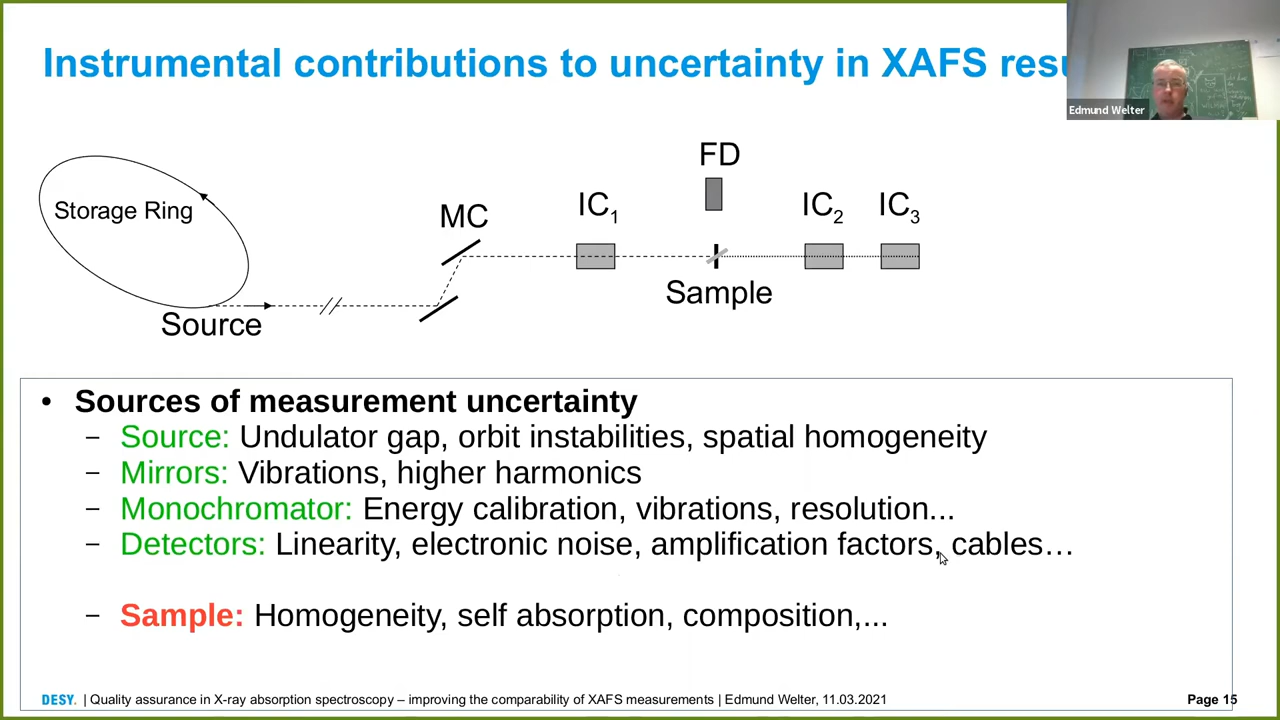 Instrumental contributions to uncertainty in XAFS
Edmund Welter
FD
Storage Ring
MC
IC1
IC2
IC3
Sample
Source
• Sources of measurement uncertainty
– Source: Undulator gap, orbit instabilities, spatial homogeneity
– Mirrors: Vibrations, higher harmonics
– Monochromator: Energy calibration, vibrations, resolution...
– Detectors: Linearity, electronic noise, amplification factors, cables…
– Sample: Homogeneity, self absorption, composition,...
DESY. | Quality assurance in X-ray absorption spectroscopy – improving the comparability of XAFS measurements | Edmund Welter, 11.03.2021
Page 15